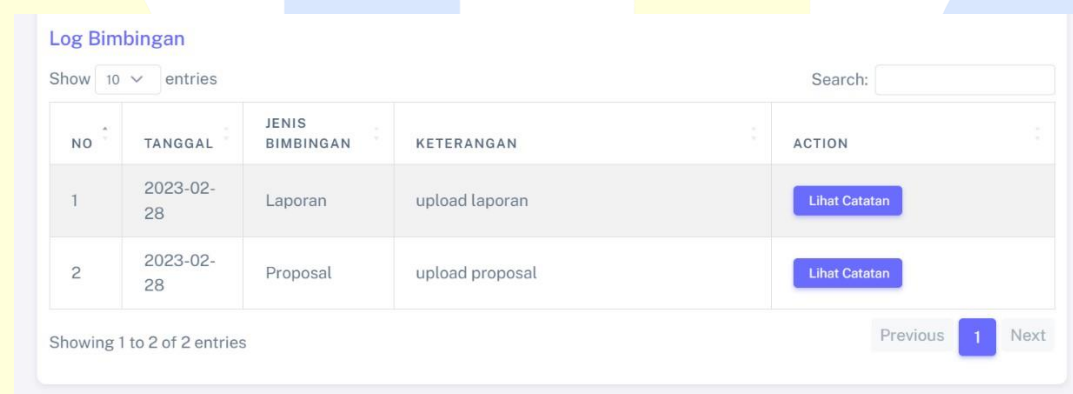 Log Bimbingan
Show 10 entries Search:
NO TANGGAL JENIS BIMBINGAN KETERANGAN ACTION
1 2023-02-28 Laporan upload laporan Lihat Catatan
2 2023-02-28 Proposal upload proposal Lihat Catatan
Showing 1 to 2 of 2 entries Previous 1 Next